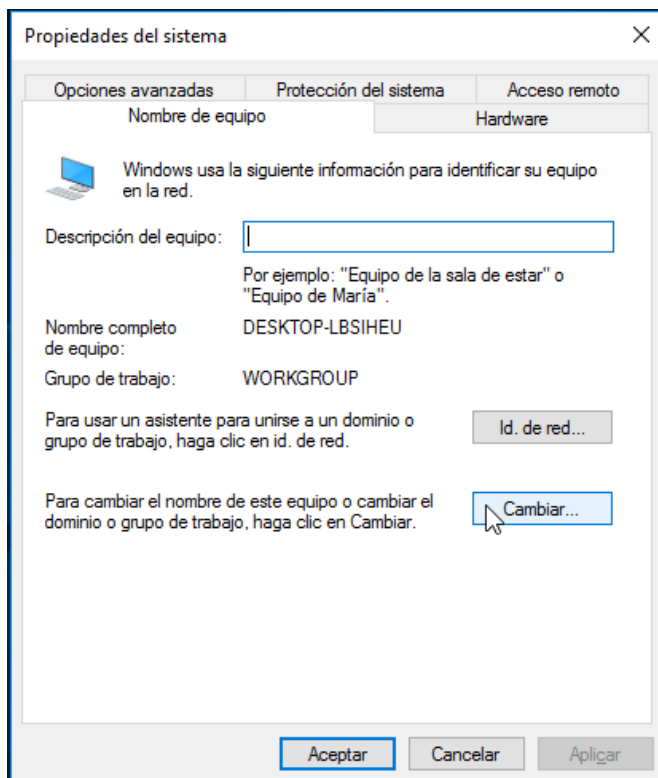 Propiedades del sistema
Opciones avanzadas
Protección del sistema
Acceso remoto
Nombre de equipo
Hardware
Windows usa la siguiente información para identificar su equipo
en la red.
Descripción del equipo:
Por ejemplo: "Equipo de la sala de estar" o
"Equipo de María".
Nombre completo
de equipo:
DESKTOP-LBSIHEU
Grupo de trabajo:
WORKGROUP
Para usar un asistente para unirse a un dominio o
grupo de trabajo, haga clic en id. de red.
Id. de red...
Para cambiar el nombre de este equipo o cambiar el
dominio o grupo de trabajo, haga clic en Cambiar.
Cambiar...
Aceptar
Cancelar
Aplicar